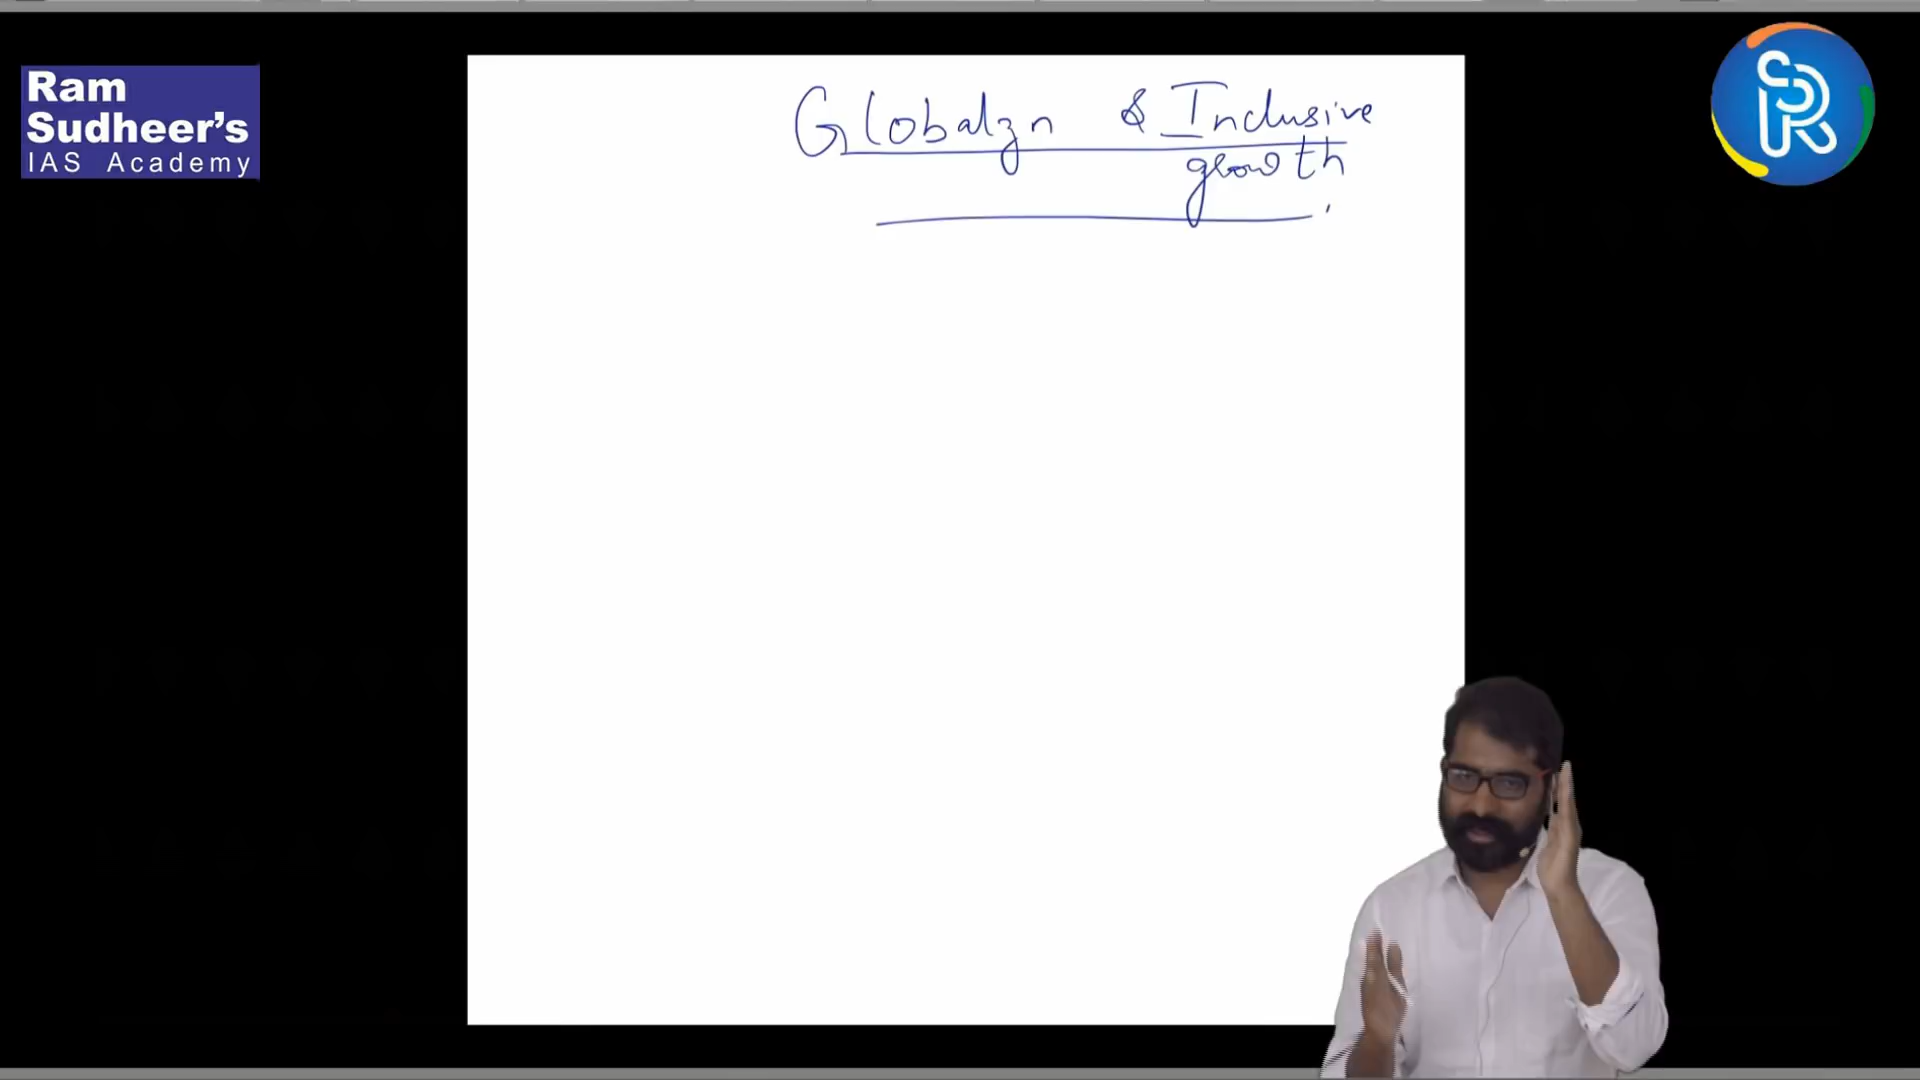 Ram
Sudheer's
IAS Academy
Globalzn & Inclusive
growth